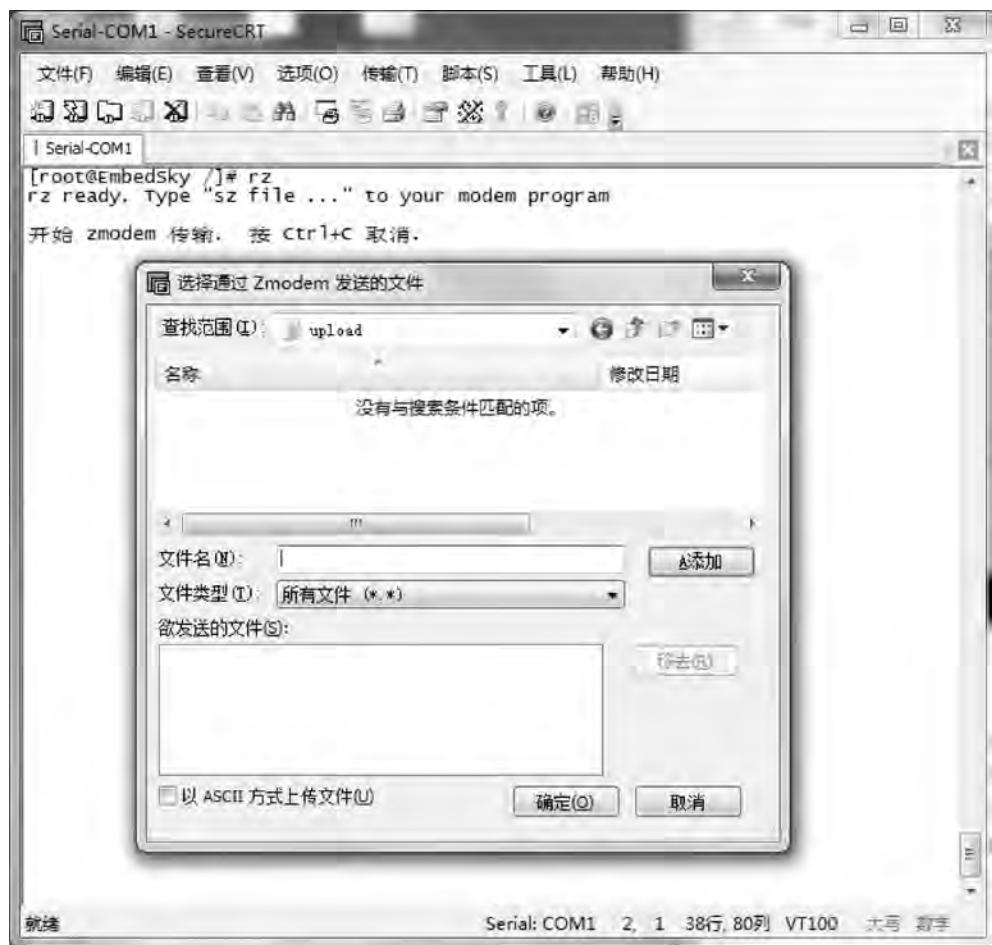 Serial-COM1 - SecureCRT
文件(F) 编辑(E) 查看(V) 选项(O) 传输(T) 脚本(S) 工具(L) 帮助(H)
Serial-COM1
[root@EmbedSky /]# rz
rz ready. Type "sz file ..." to your modem program
开始 zmodem 传输. 按 Ctrl+C 取消.
选择通过 Zmodem 发送的文件
查找范围(I): upload
名称 修改日期
没有与搜索条件匹配的项。
文件名(N): A添加
文件类型(T): 所有文件 (*.*)
欲发送的文件(S):
移去(R)
以 ASCII 方式上传文件(U) 确定(O) 取消
就绪 Serial: COM1 2, 1 38行, 80列 VT100 大写 数字